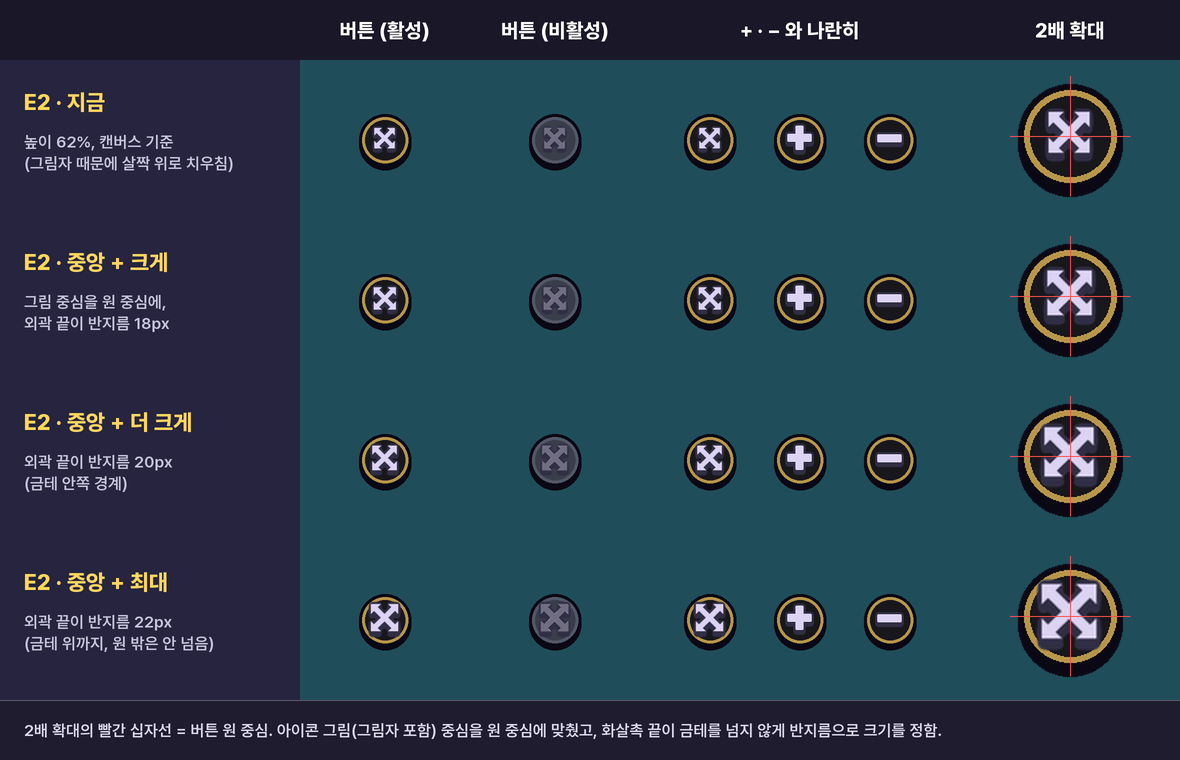 버튼 (활성) 버튼 (비활성) + · − 와 나란히 2배 확대
E2 · 지금
높이 62%, 캔버스 기준
(그림자 때문에 살짝 위로 치우침)
E2 · 중앙 + 크게
그림 중심을 원 중심에,
외곽 끝이 반지름 18px
E2 · 중앙 + 더 크게
외곽 끝이 반지름 20px
(금테 안쪽 경계)
E2 · 중앙 + 최대
외곽 끝이 반지름 22px
(금테 위까지, 원 밖은 안 넘음)
2배 확대의 빨간 십자선 = 버튼 원 중심. 아이콘 그림(그림자 포함) 중심을 원 중심에 맞췄고, 화살촉 끝이 금테를 넘지 않게 반지름으로 크기를 정함.